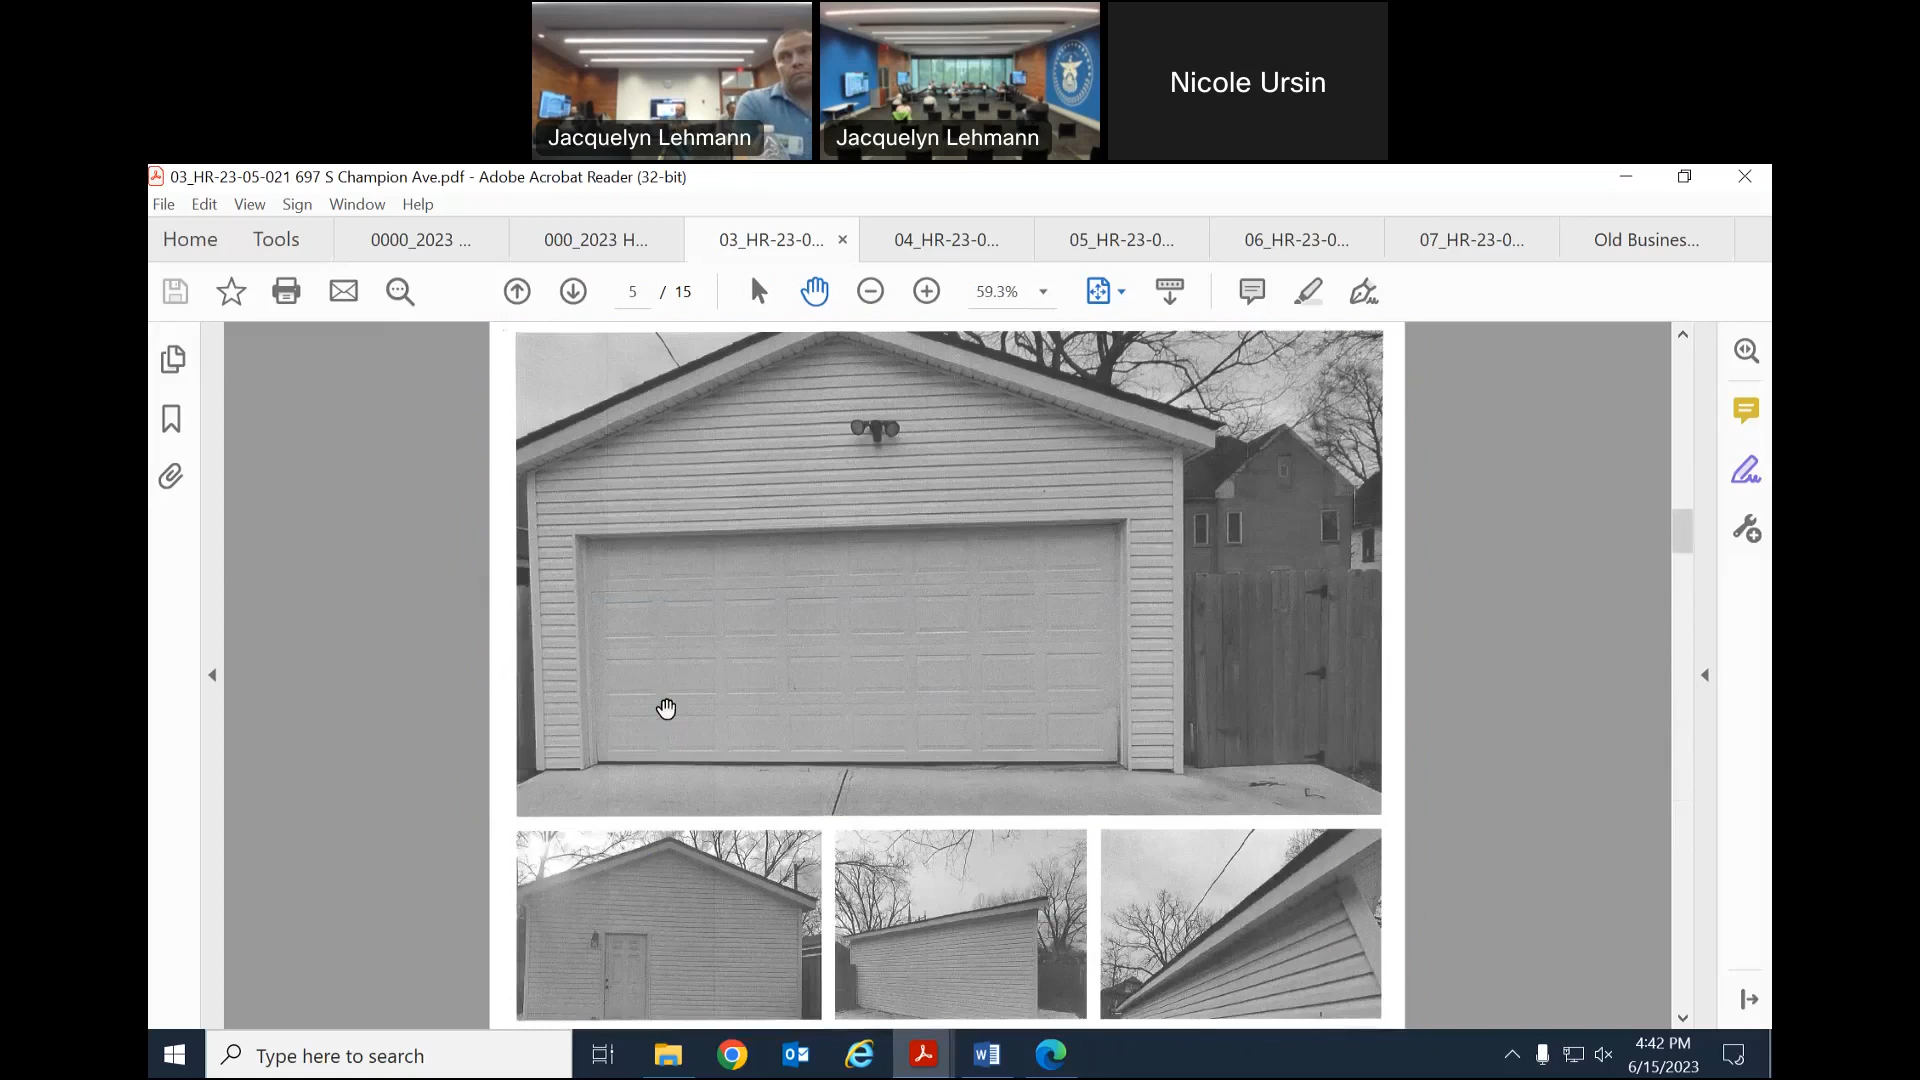 Jacquelyn Lehmann
Jacquelyn Lehmann
Nicole Ursin
03_HR-23-05-021 697 S Champion Ave.pdf - Adobe Acrobat Reader (32-bit)
File Edit View Sign Window Help
Home Tools 0000_2023 ... 000_2023 H... 03_HR-23-0... 04_HR-23-0... 05_HR-23-0... 06_HR-23-0... 07_HR-23-0... Old Busines...
5 / 15 59.3%
Type here to search
4:42 PM
6/15/2023